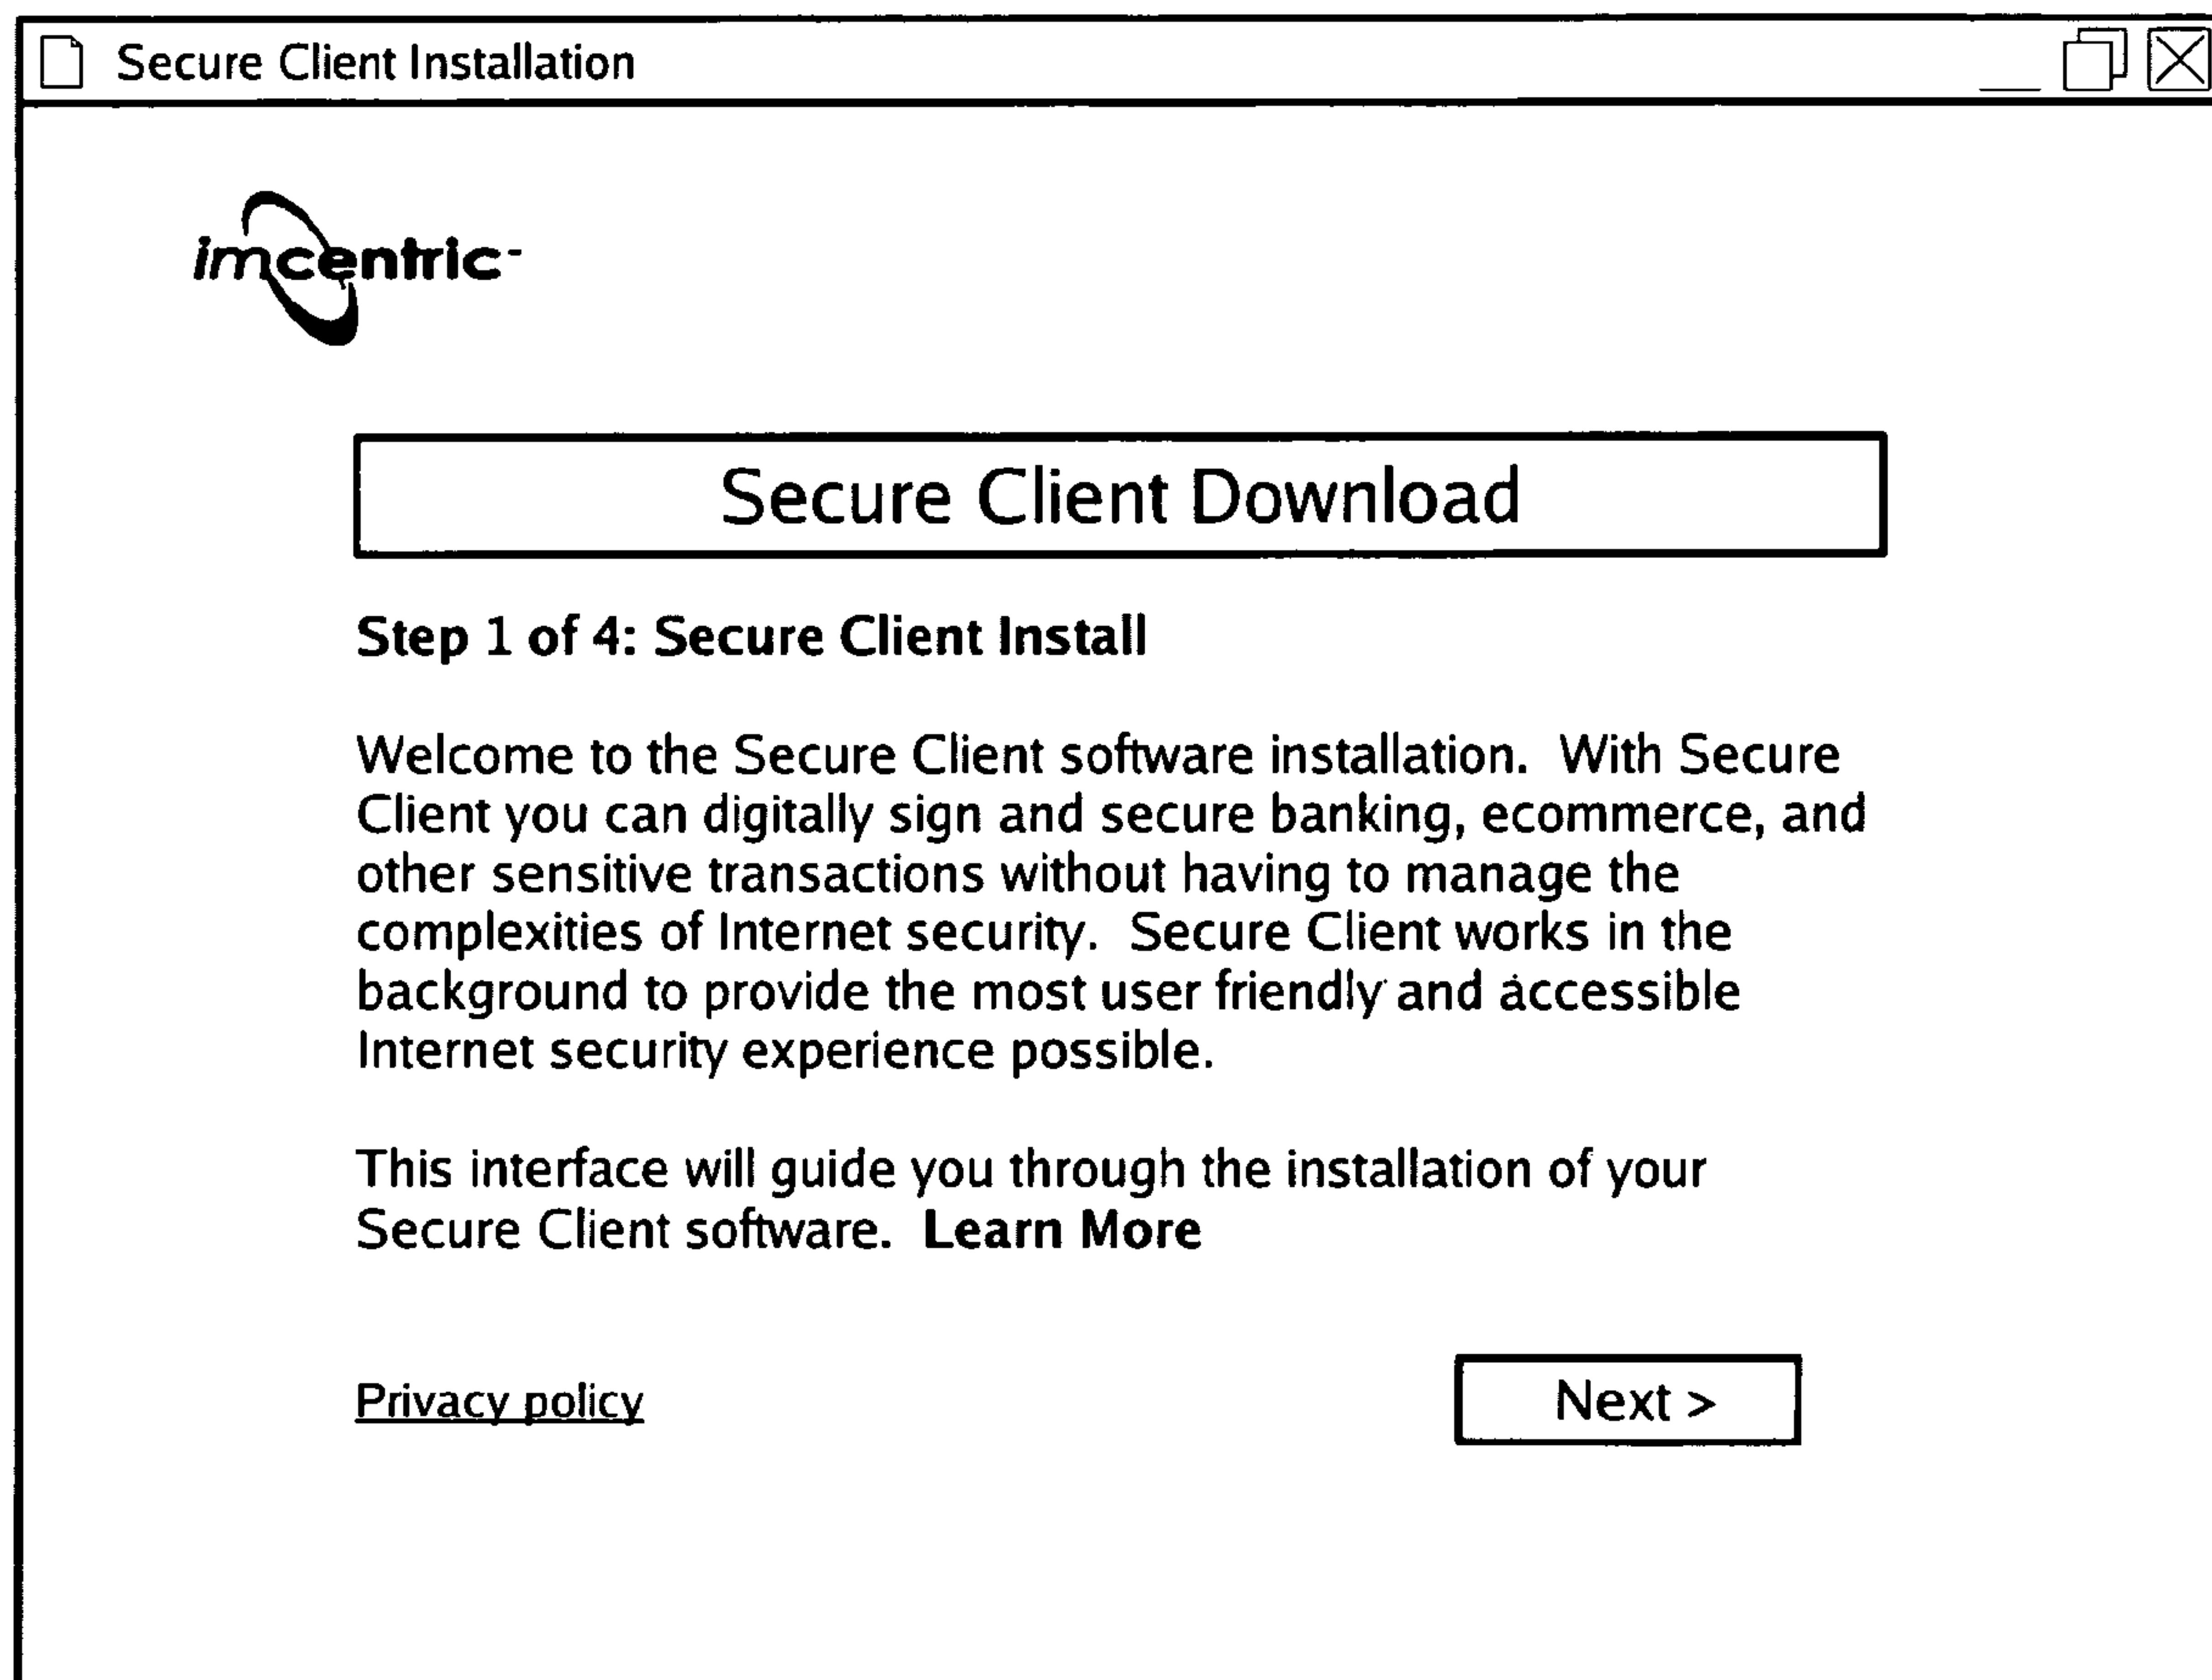 Secure Client Installation
imcentric
Secure Client Download
Step 1 of 4: Secure Client Install
Welcome to the Secure Client software installation. With Secure
Client you can digitally sign and secure banking, ecommerce, and
other sensitive transactions without having to manage the
complexities of Internet security. Secure Client works in the
background to provide the most user friendly and accessible
Internet security experience possible.
This interface will guide you through the installation of your
Secure Client software. Learn More
Privacy policy
Next >